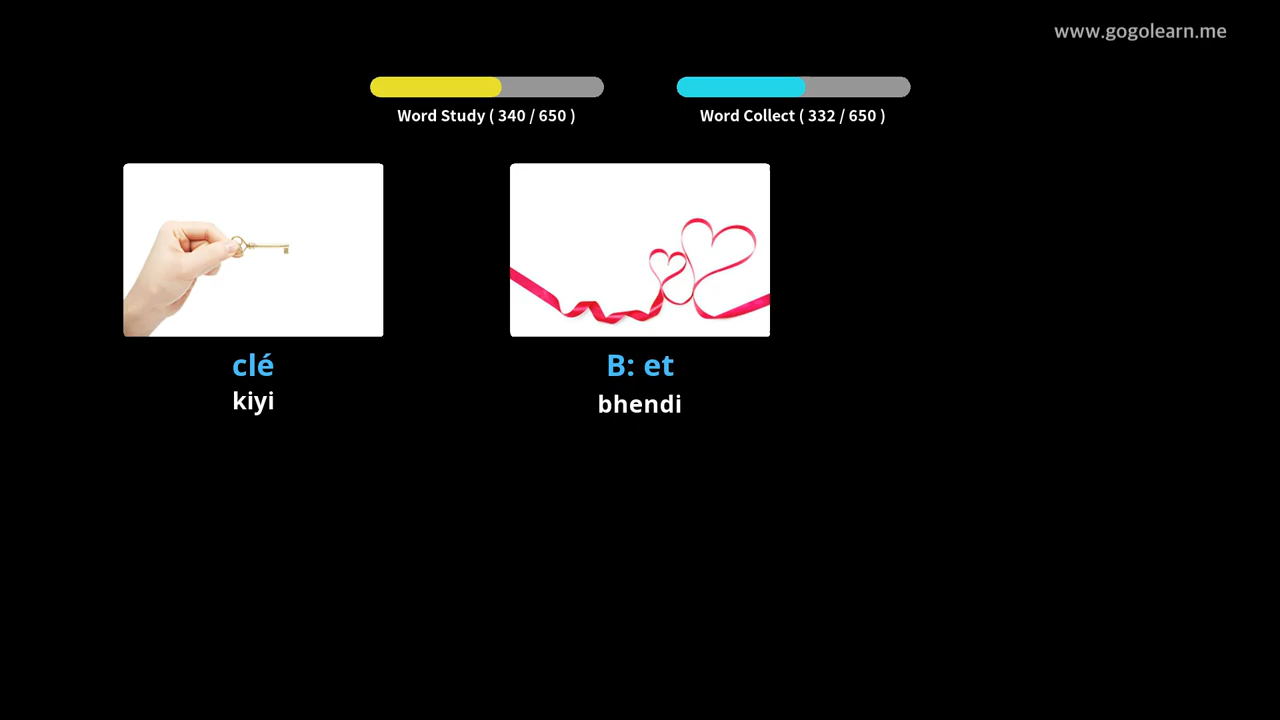 www.gogolearn.me
Word Study ( 340 / 650 )
Word Collect ( 332 / 650 )
clé
kiyi
B: et
bhendi